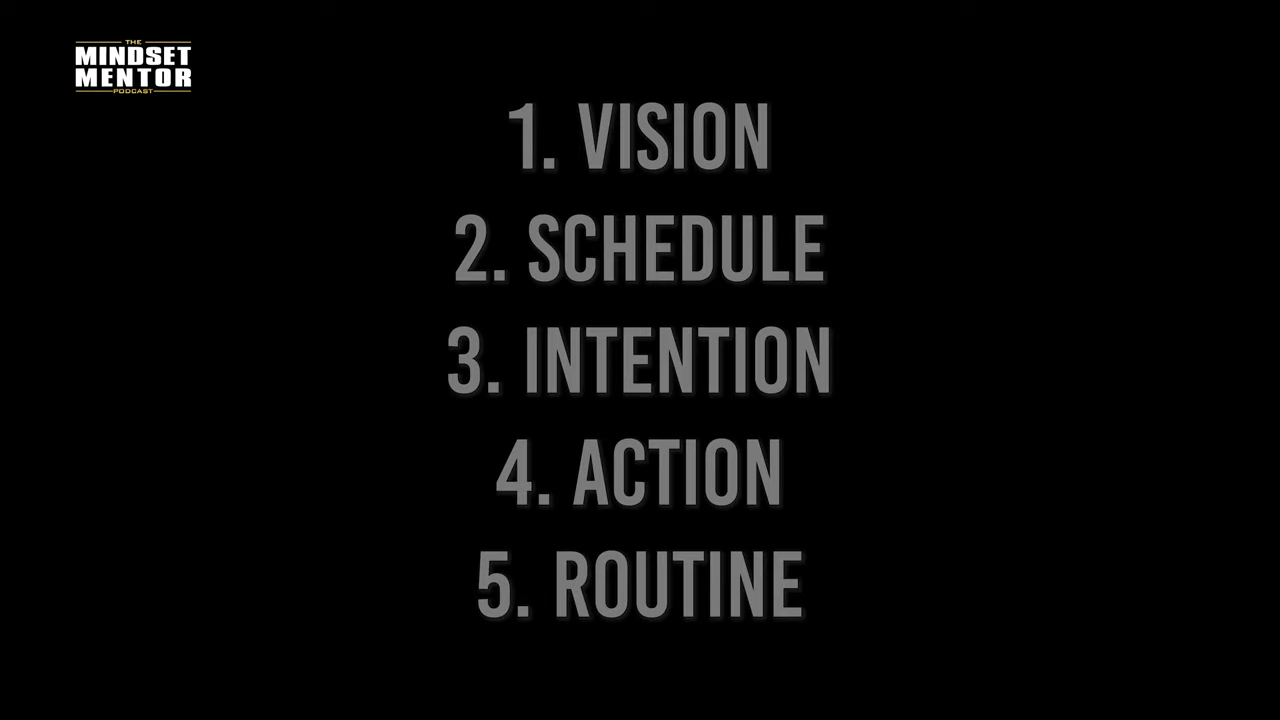 THE
MINDSET
MENTOR
PODCAST
1. VISION
2. SCHEDULE
3. INTENTION
4. ACTION
5. ROUTINE